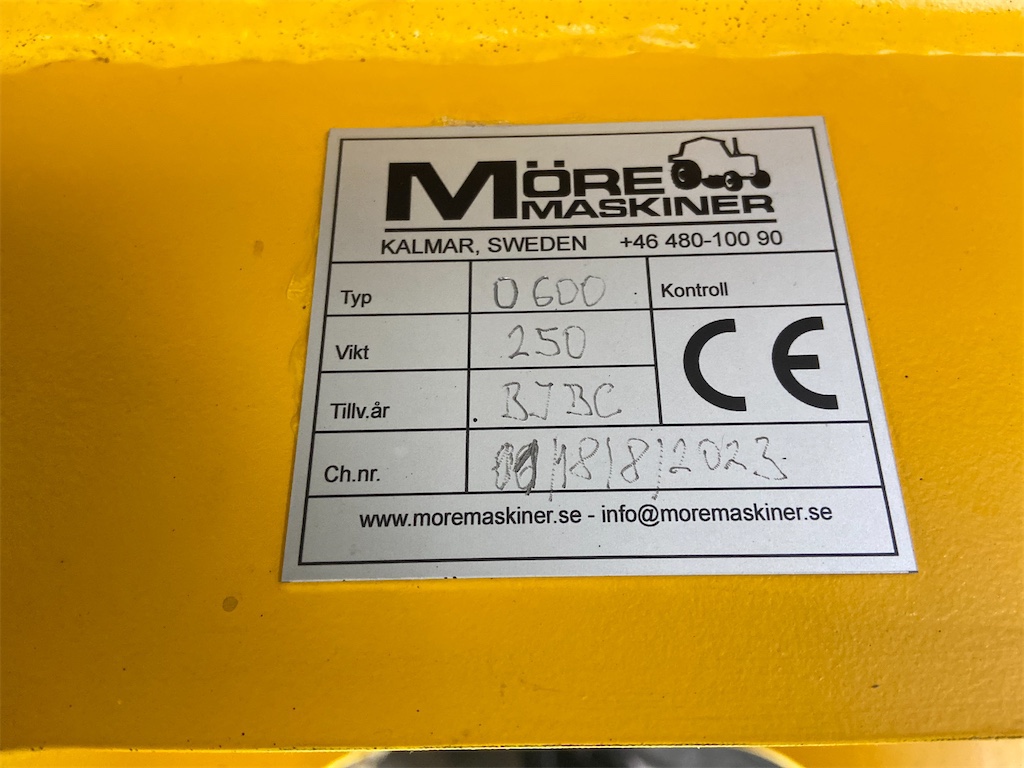 MÖRE MASKINER
KALMAR, SWEDEN +46 480-100 90
Typ 0600 Kontroll
Vikt 250 CE
Tillv.år BJBC
Ch.nr. /18/8/2023
www.moremaskiner.se - info@moremaskiner.se